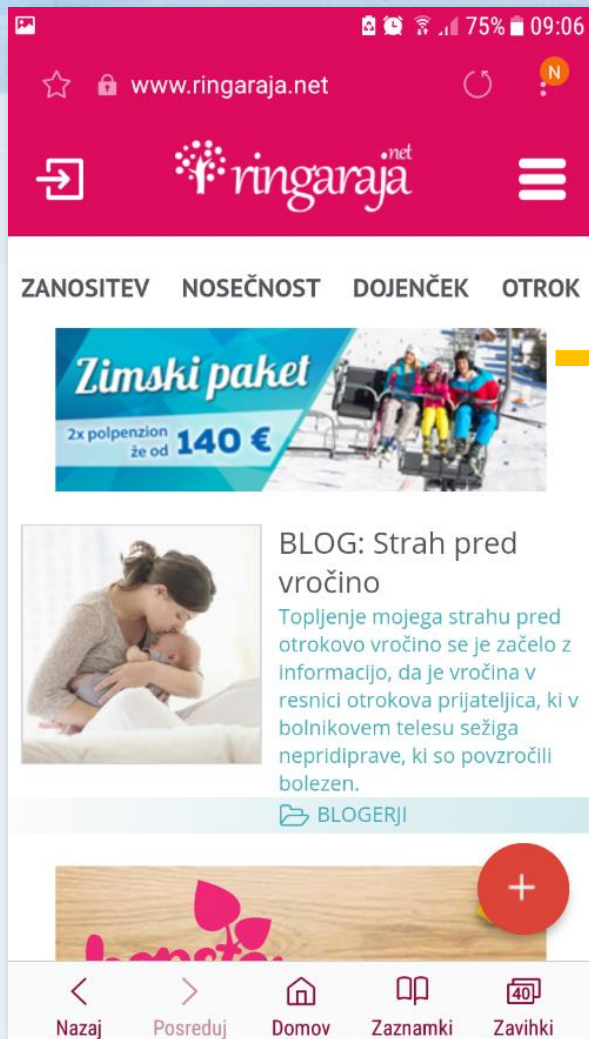 75% 09:06
www.ringaraja.net
N
ringaraja.net
ZANOSITEV NOSEČNOST DOJENČEK OTROK
Zimski paket
2x polpenzion
že od 140 €
BLOG: Strah pred
vročino
Topljenje mojega strahu pred
otrokovo vročino se je začelo z
informacijo, da je vročina v
resnici otrokova prijateljica, ki v
bolnikovem telesu sežiga
nepridiprave, ki so povzročili
bolezen.
BLOGERJI
+
Nazaj Posreduj Domov Zaznamki 40 Zavihki